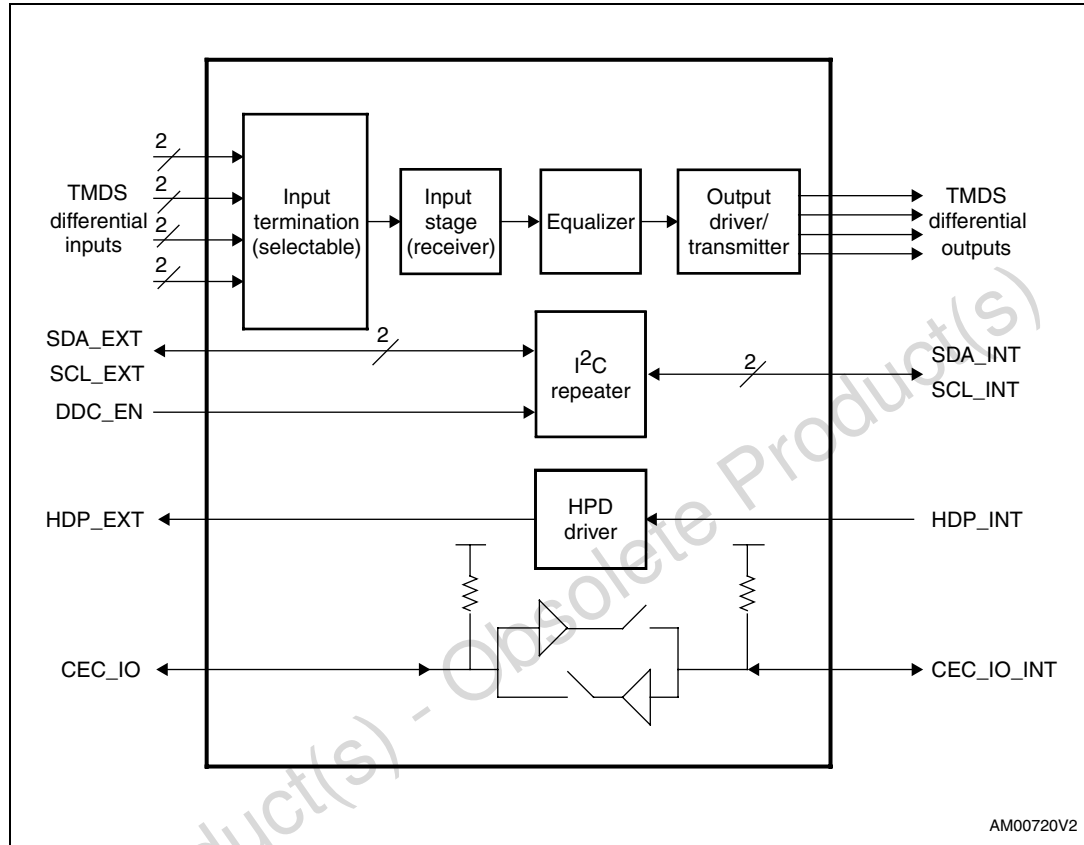 2
2
2
2
TMDS
differential
inputs
Input
termination
(selectable)
Input
stage
(receiver)
Equalizer
Output
driver/
transmitter
TMDS
differential
outputs
SDA_EXT
SCL_EXT
DDC_EN
2
I²C
repeater
2
SDA_INT
SCL_INT
HDP_EXT
HPD
driver
HDP_INT
CEC_IO
CEC_IO_INT
duct(s) - Obsolete Product(s)
AM00720V2